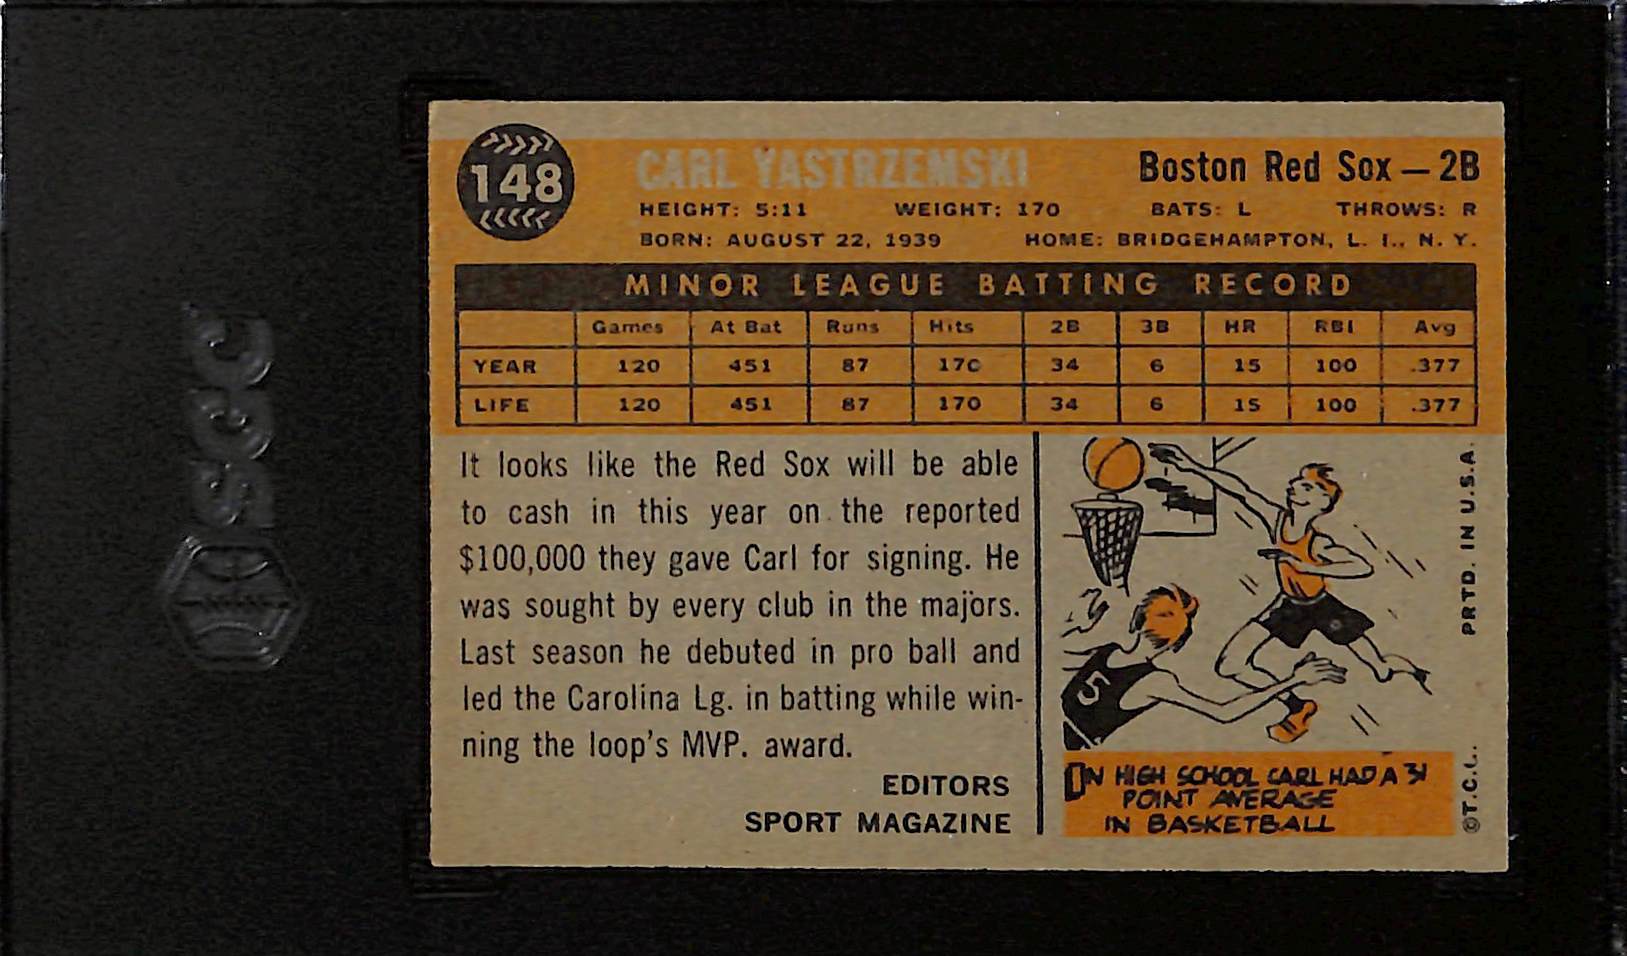 148
CARL YASTRZEMSKI
Boston Red Sox — 2B
HEIGHT: 5:11 WEIGHT: 170 BATS: L THROWS: R
BORN: AUGUST 22, 1939 HOME: BRIDGEHAMPTON, L. I., N. Y.
MINOR LEAGUE BATTING RECORD
Games At Bat Runs Hits 2B 3B HR RBI Avg
YEAR 120 451 87 170 34 6 15 100 .377
LIFE 120 451 87 170 34 6 15 100 .377
It looks like the Red Sox will be able
to cash in this year on the reported
$100,000 they gave Carl for signing. He
was sought by every club in the majors.
Last season he debuted in pro ball and
led the Carolina Lg. in batting while win-
ning the loop's MVP. award.
EDITORS
SPORT MAGAZINE
5
IN HIGH SCHOOL CARL HAD A 31
POINT AVERAGE
IN BASKETBALL
©T.C.G. PRTD. IN U.S.A.
SGC